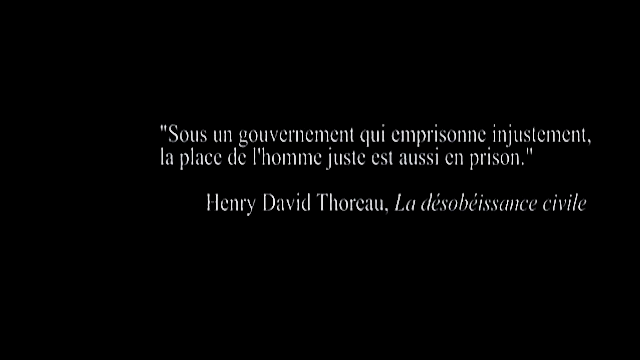 "Sous un gouvernement qui emprisonne injustement,
la place de l'homme juste est aussi en prison."
Henry David Thoreau, La désobéissance civile